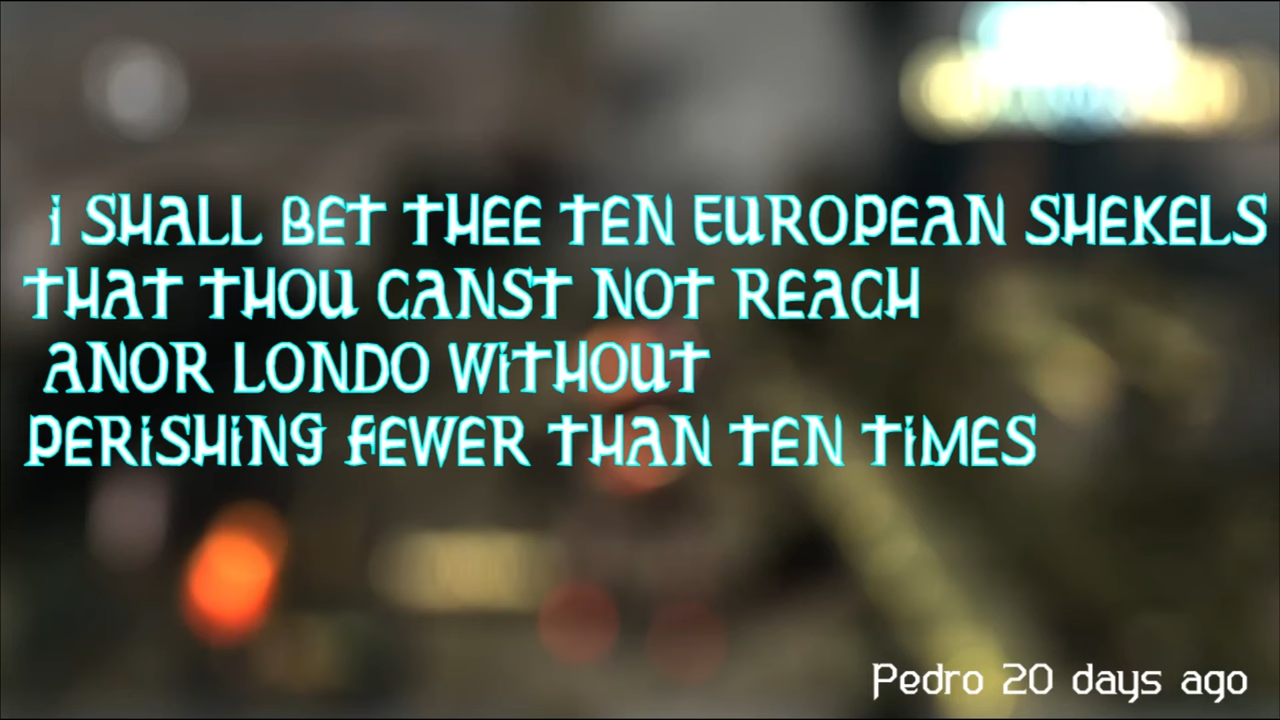 i SHALL BET THEE TEN EUROPEAN SHEKELS
THAT THOU CANST NOT REACH
ANOR LONDO WiTHOUT
PERiSHiNG FEWER THAN TEN TiMES
Pedro 20 days ago